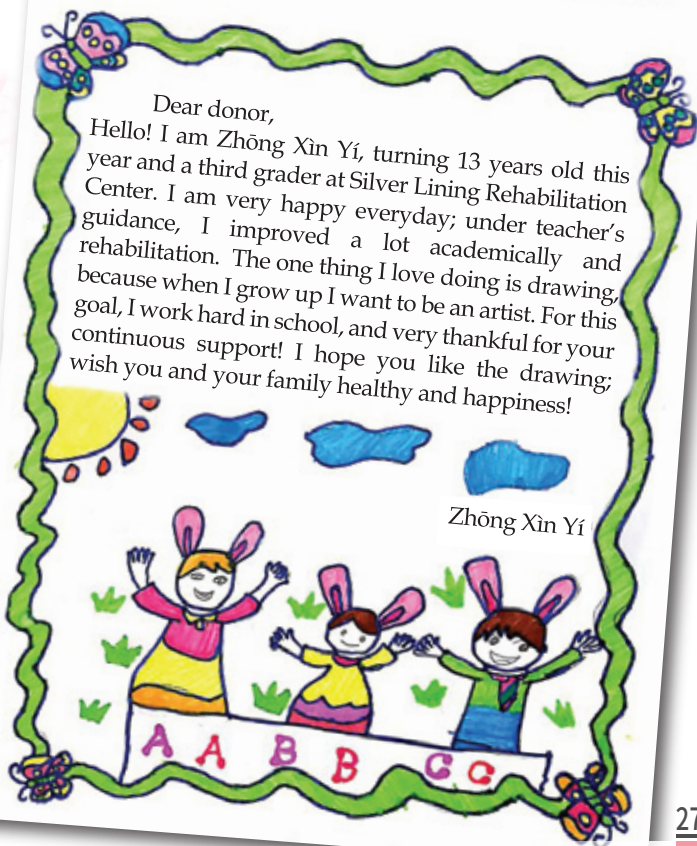 Dear donor,
Hello! I am Zhōng Xìn Yí, turning 13 years old this
year and a third grader at Silver Lining Rehabilitation
Center. I am very happy everyday; under teacher's
guidance, I improved a lot academically and
rehabilitation. The one thing I love doing is drawing,
because when I grow up I want to be an artist. For this
goal, I work hard in school, and very thankful for your
continuous support! I hope you like the drawing;
wish you and your family healthy and happiness!
Zhōng Xìn Yí
A A B B C C
27